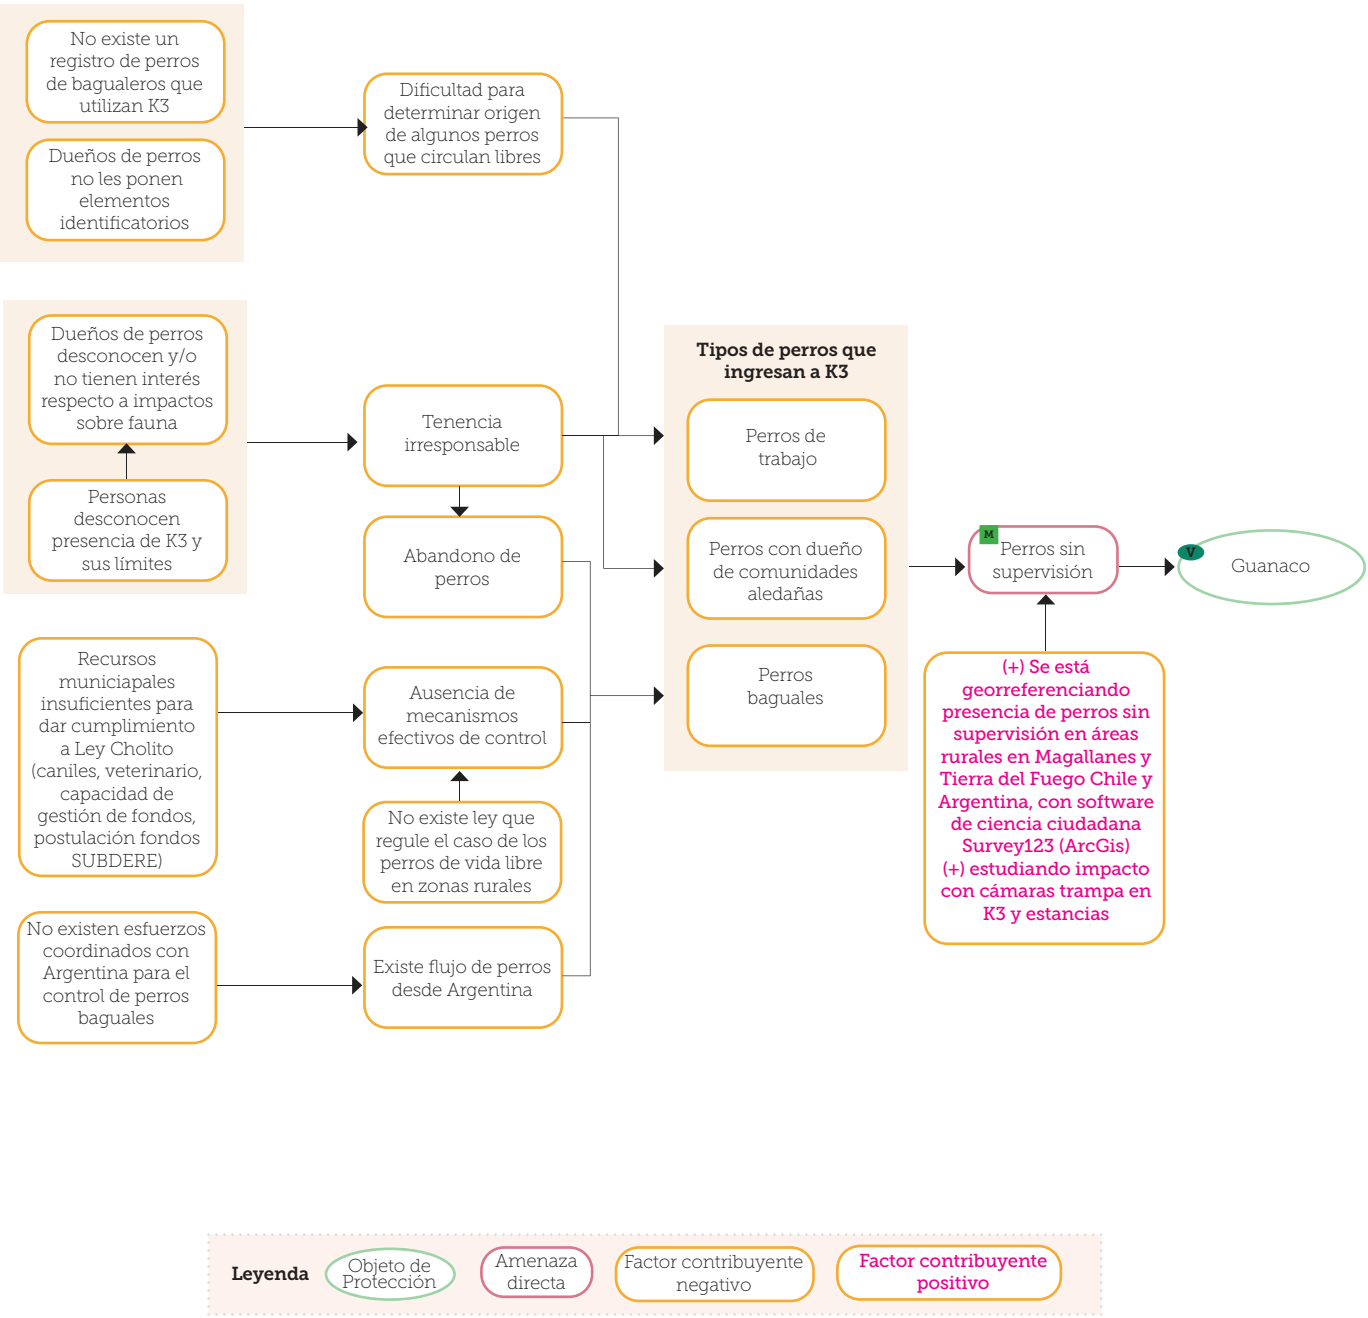 No existe un
registro de perros
de bagualeros que
utilizan K3
Dueños de perros
no les ponen
elementos
identificatorios
Dificultad para
determinar origen
de algunos perros
que circulan libres
Dueños de perros
desconocen y/o
no tienen interés
respecto a impactos
sobre fauna
Personas
desconocen
presencia de K3 y
sus límites
Tenencia
irresponsable
Abandono de
perros
Recursos
municiapales
insuficientes para
dar cumplimiento
a Ley Cholito
(caniles, veterinario,
capacidad de
gestión de fondos,
postulación fondos
SUBDERE)
Ausencia de
mecanismos
efectivos de control
No existe ley que
regule el caso de los
perros de vida libre
en zonas rurales
No existen esfuerzos
coordinados con
Argentina para el
control de perros
baguales
Existe flujo de perros
desde Argentina
Tipos de perros que
ingresan a K3
Perros de
trabajo
Perros con dueño
de comunidades
aledañas
Perros
baguales
M
Perros sin
supervisión
V
Guanaco
(+) Se está
georreferenciando
presencia de perros sin
supervisión en áreas
rurales en Magallanes y
Tierra del Fuego Chile y
Argentina, con software
de ciencia ciudadana
Survey123 (ArcGis)
(+) estudiando impacto
con cámaras trampa en
K3 y estancias
Leyenda
Objeto de
Protección
Amenaza
directa
Factor contribuyente
negativo
Factor contribuyente
positivo